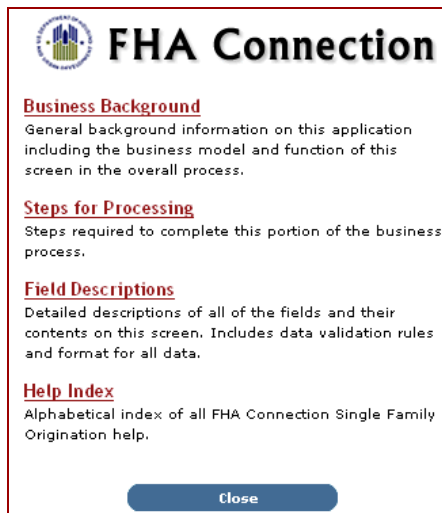 FHA Connection
Business Background
General background information on this application
including the business model and function of this
screen in the overall process.
Steps for Processing
Steps required to complete this portion of the business
process.
Field Descriptions
Detailed descriptions of all of the fields and their
contents on this screen. Includes data validation rules
and format for all data.
Help Index
Alphabetical index of all FHA Connection Single Family
Origination help.
Close